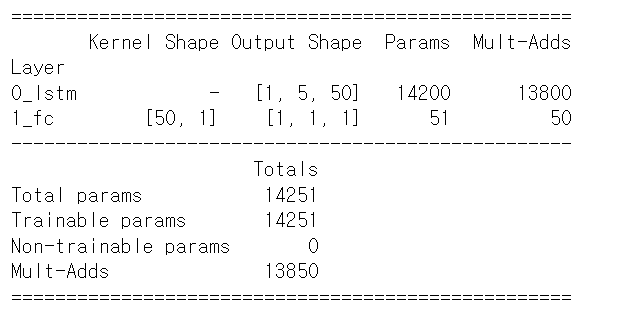 ====================================================
Kernel Shape Output Shape  Params  Mult-Adds
Layer
0_lstm             -   [1, 5, 50]   14200      13800
1_fc         [50, 1]    [1, 1, 1]      51         50
----------------------------------------------------
Totals
Total params             14251
Trainable params         14251
Non-trainable params         0
Mult-Adds                13850
====================================================